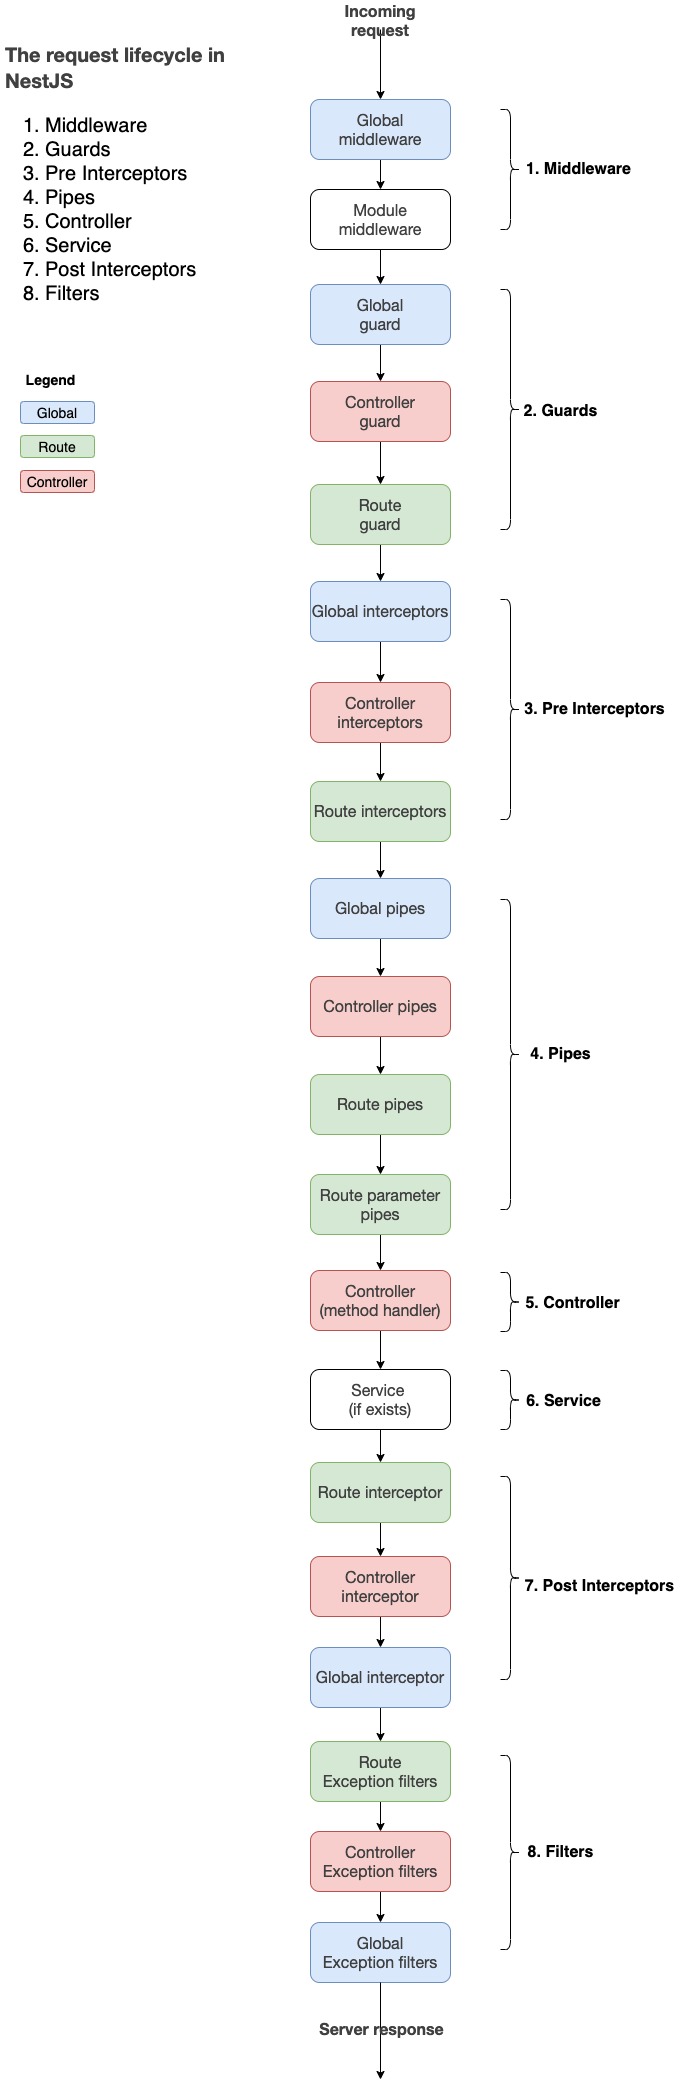 Incoming
request
The request lifecycle in
NestJS
1. Middleware
2. Guards
3. Pre Interceptors
4. Pipes
5. Controller
6. Service
7. Post Interceptors
8. Filters
Legend
Global
Route
Controller
Global
middleware
Module
middleware
1. Middleware
Global
guard
Controller
guard
Route
guard
2. Guards
Global interceptors
Controller
interceptors
Route interceptors
3. Pre Interceptors
Global pipes
Controller pipes
Route pipes
Route parameter
pipes
4. Pipes
Controller
(method handler)
5. Controller
Service
(if exists)
6. Service
Route interceptor
Controller
interceptor
Global interceptor
7. Post Interceptors
Route
Exception filters
Controller
Exception filters
Global
Exception filters
8. Filters
Server response